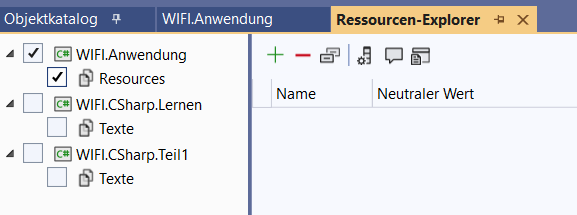 Objektkatalog WIFI.Anwendung Ressourcen-Explorer
C# WIFI.Anwendung
Resources
C# WIFI.CSharp.Lernen
Texte
C# WIFI.CSharp.Teil1
Texte
Name Neutraler Wert